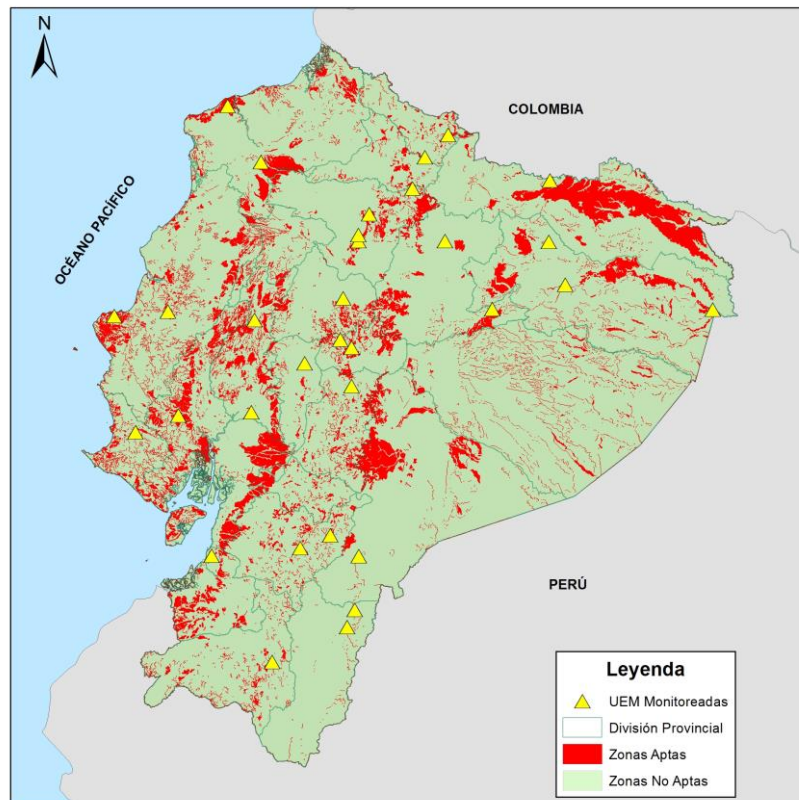 N
COLOMBIA
OCÉANO PACÍFICO
PERÚ
Leyenda
UEM Monitoreadas
División Provincial
Zonas Aptas
Zonas No Aptas